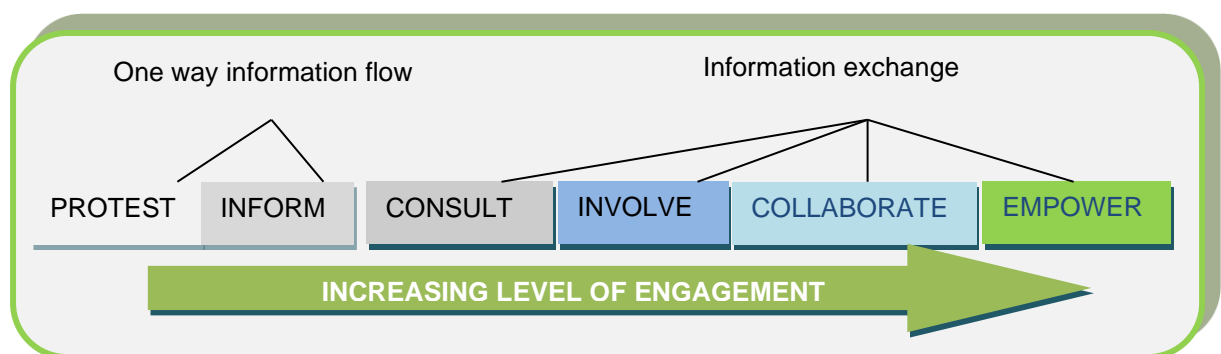 One way information flow
Information exchange
PROTEST
INFORM
CONSULT
INVOLVE
COLLABORATE
EMPOWER
INCREASING LEVEL OF ENGAGEMENT